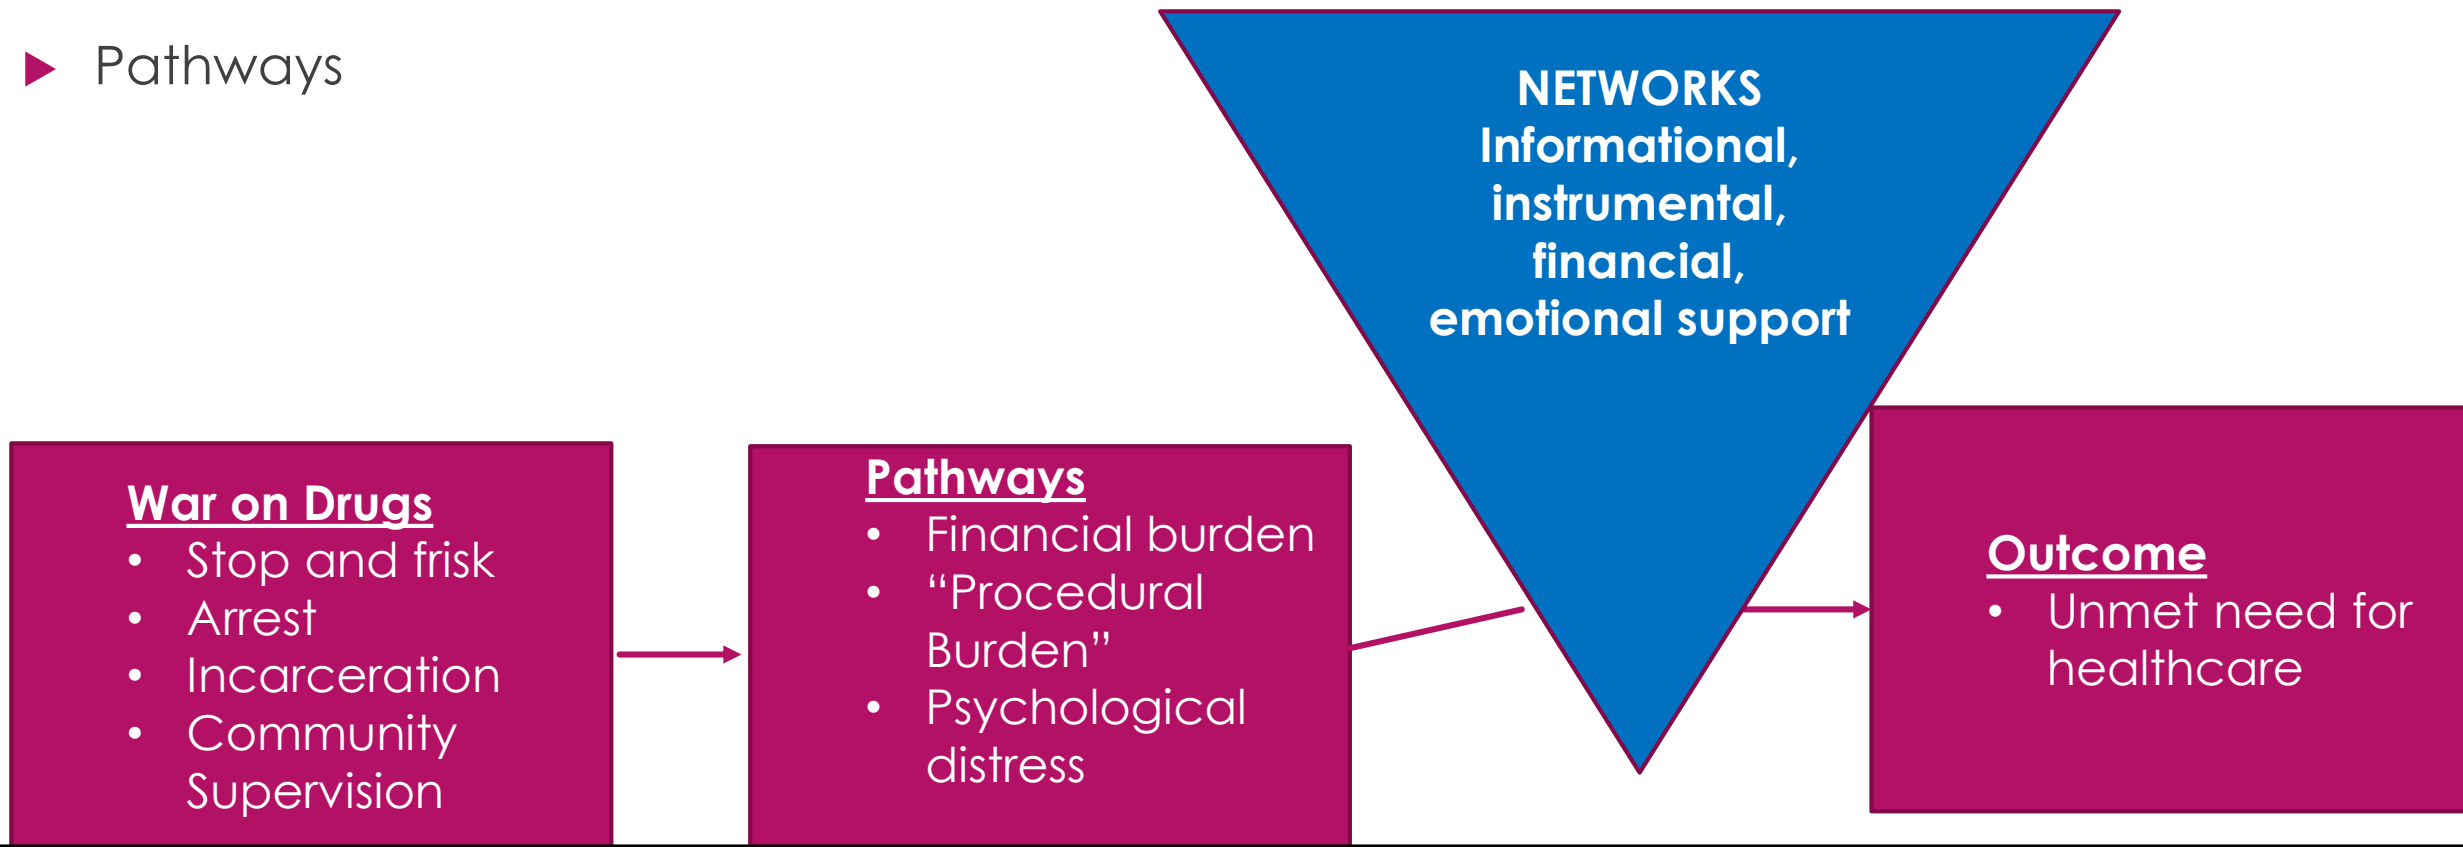 Pathways
NETWORKS
Informational,
instrumental,
financial,
emotional support
War on Drugs
• Stop and frisk
• Arrest
• Incarceration
• Community
Supervision
Pathways
• Financial burden
• “Procedural
Burden”
• Psychological
distress
Outcome
• Unmet need for
healthcare